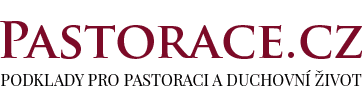 PASTORACE.CZ
PODKLADY PRO PASTORACI A DUCHOVNÍ ŽIVOT